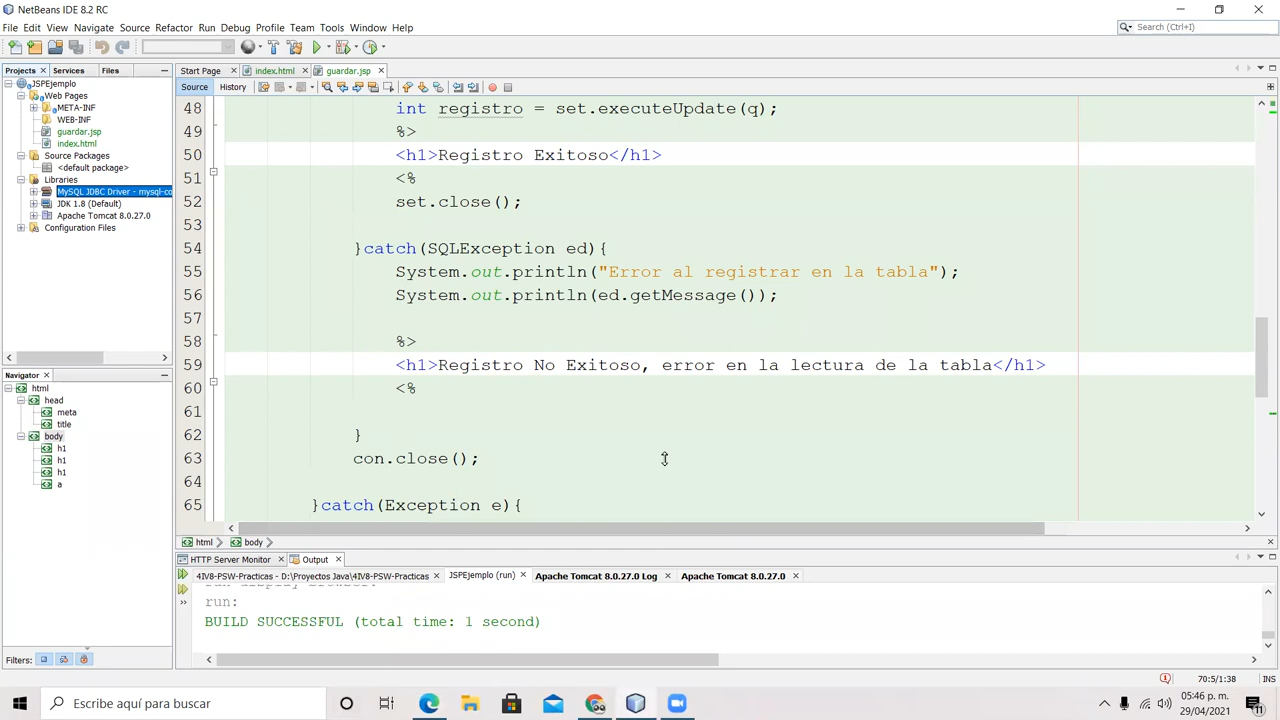 NetBeans IDE 8.2 RC
File Edit View Navigate Source Refactor Run Debug Profile Team Tools Window Help
Search (Ctrl+I)
Projects Services Files
JSPEjemplo
Web Pages
META-INF
WEB-INF
guardar.jsp
index.html
Source Packages
<default package>
Libraries
MySQL JDBC Driver - mysql-co
JDK 1.8 (Default)
Apache Tomcat 8.0.27.0
Configuration Files
Navigator
html
head
meta
title
body
h1
h1
h1
a
Filters:
Start Page index.html guardar.jsp
Source History
48 int registro = set.executeUpdate(q);
49 %>
50 <h1>Registro Exitoso</h1>
51 <%
52 set.close();
53
54 }catch(SQLException ed){
55 System.out.println("Error al registrar en la tabla");
56 System.out.println(ed.getMessage());
57
58 %>
59 <h1>Registro No Exitoso, error en la lectura de la tabla</h1>
60 <%
61
62 }
63 con.close();
64
65 }catch(Exception e){
html body
HTTP Server Monitor Output
4IV8-PSW-Practicas - D:\Proyectos Java\4IV8-PSW-Practicas JSPEjemplo (run) Apache Tomcat 8.0.27.0 Log Apache Tomcat 8.0.27.0
run:
BUILD SUCCESSFUL (total time: 1 second)
70:5/1:38 INS
Escribe aquí para buscar
05:46 p. m.
29/04/2021
11